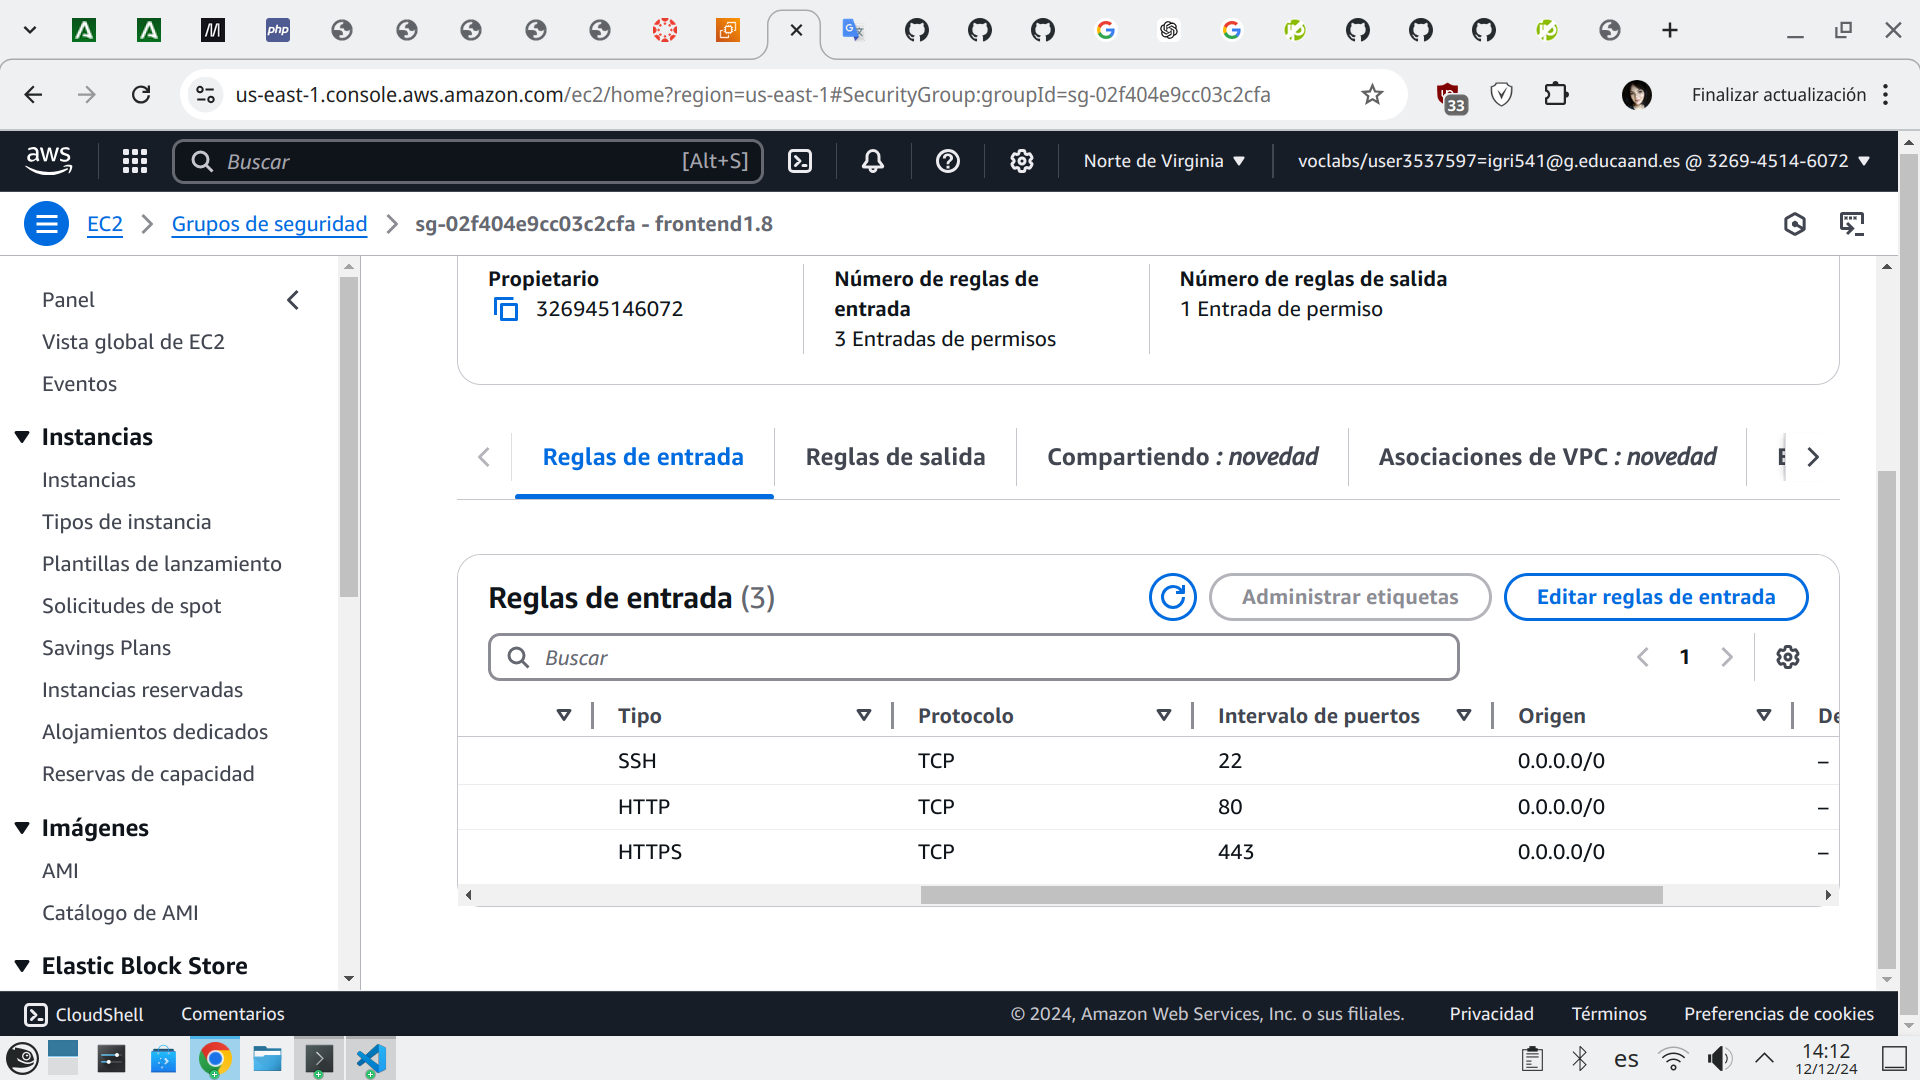 us-east-1.console.aws.amazon.com/ec2/home?region=us-east-1#SecurityGroup:groupId=sg-02f404e9cc03c2cfa
33
Finalizar actualización
aws
Buscar
[Alt+S]
Norte de Virginia
voclabs/user3537597=igri541@g.educaand.es @ 3269-4514-6072
EC2
Grupos de seguridad
sg-02f404e9cc03c2cfa - frontend1.8
Panel
Vista global de EC2
Eventos
Instancias
Instancias
Tipos de instancia
Plantillas de lanzamiento
Solicitudes de spot
Savings Plans
Instancias reservadas
Alojamientos dedicados
Reservas de capacidad
Imágenes
AMI
Catálogo de AMI
Elastic Block Store
Propietario
326945146072
Número de reglas de
entrada
3 Entradas de permisos
Número de reglas de salida
1 Entrada de permiso
Reglas de entrada
Reglas de salida
Compartiendo : novedad
Asociaciones de VPC : novedad
Reglas de entrada (3)
Administrar etiquetas
Editar reglas de entrada
Buscar
1
Tipo Protocolo Intervalo de puertos Origen
SSH TCP 22 0.0.0.0/0 –
HTTP TCP 80 0.0.0.0/0 –
HTTPS TCP 443 0.0.0.0/0 –
CloudShell
Comentarios
© 2024, Amazon Web Services, Inc. o sus filiales.
Privacidad
Términos
Preferencias de cookies
es
14:12
12/12/24